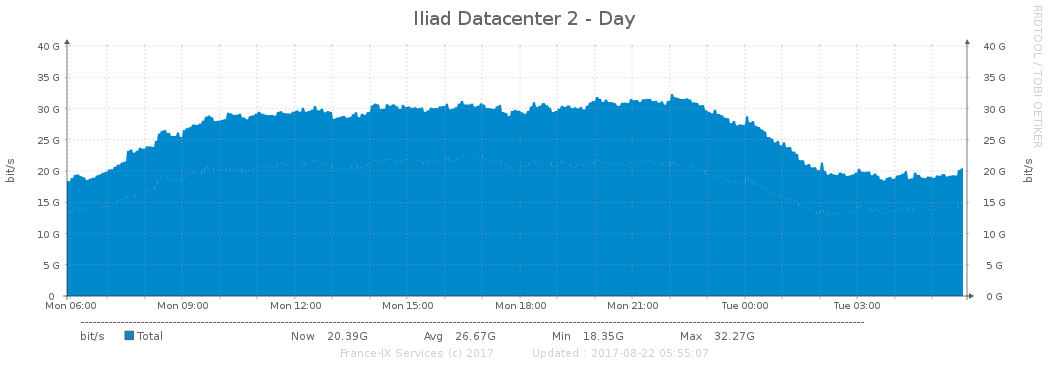 Iliad Datacenter 2 - Day
RRDTOOL / TOBI OETIKER
40 G 40 G
35 G 35 G
30 G 30 G
25 G 25 G
20 G 20 G
15 G 15 G
10 G 10 G
5 G 5 G
0 0 G
bit/s bit/s
Mon 06:00 Mon 09:00 Mon 12:00 Mon 15:00 Mon 18:00 Mon 21:00 Tue 00:00 Tue 03:00
bit/s Total Now 20.39G Avg 26.67G Min 18.35G Max 32.27G
France-IX Services (c) 2017 Updated : 2017-08-22 05:55:07